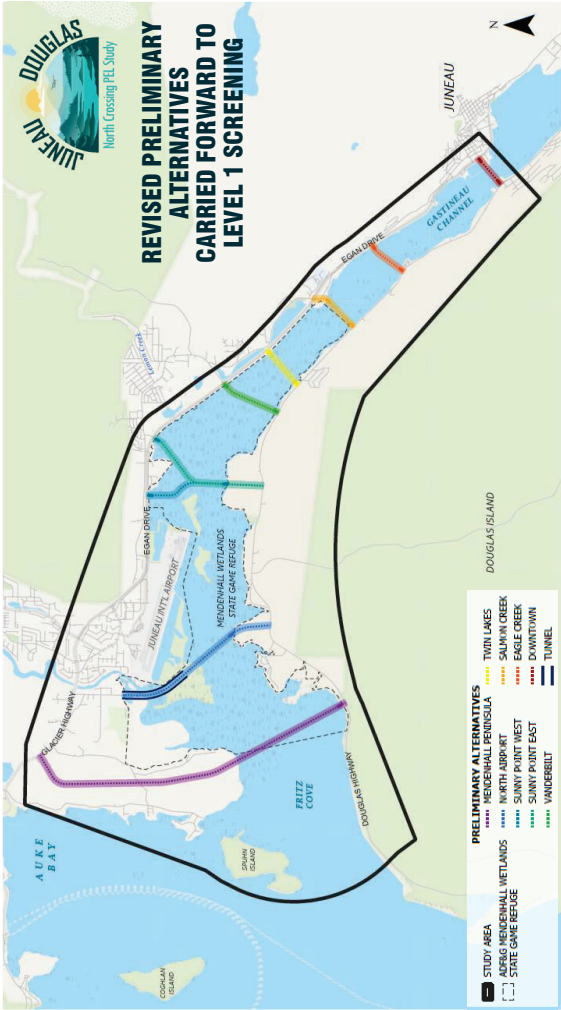 JUNEAU DOUGLAS
North Crossing PEL Study
REVISED PRELIMINARY
ALTERNATIVES
CARRIED FORWARD TO
LEVEL 1 SCREENING
N
JUNEAU
GASTINEAU
CHANNEL
EGAN DRIVE
Lemon Creek
EGAN DRIVE
JUNEAU INT'L AIRPORT
MENDENHALL WETLANDS
STATE GAME REFUGE
DOUGLAS ISLAND
GLACIER HIGHWAY
AUKE
BAY
FRITZ
COVE
DOUGLAS HIGHWAY
SPUHN
ISLAND
COGHLAN
ISLAND
STUDY AREA
ADF&G MENDENHALL WETLANDS
STATE GAME REFUGE
PRELIMINARY ALTERNATIVES
MENDENHALL PENINSULA
NORTH AIRPORT
SUNNY POINT WEST
SUNNY POINT EAST
VANDERBILT
TWIN LAKES
SALMON CREEK
EAGLE CREEK
DOWNTOWN
TUNNEL